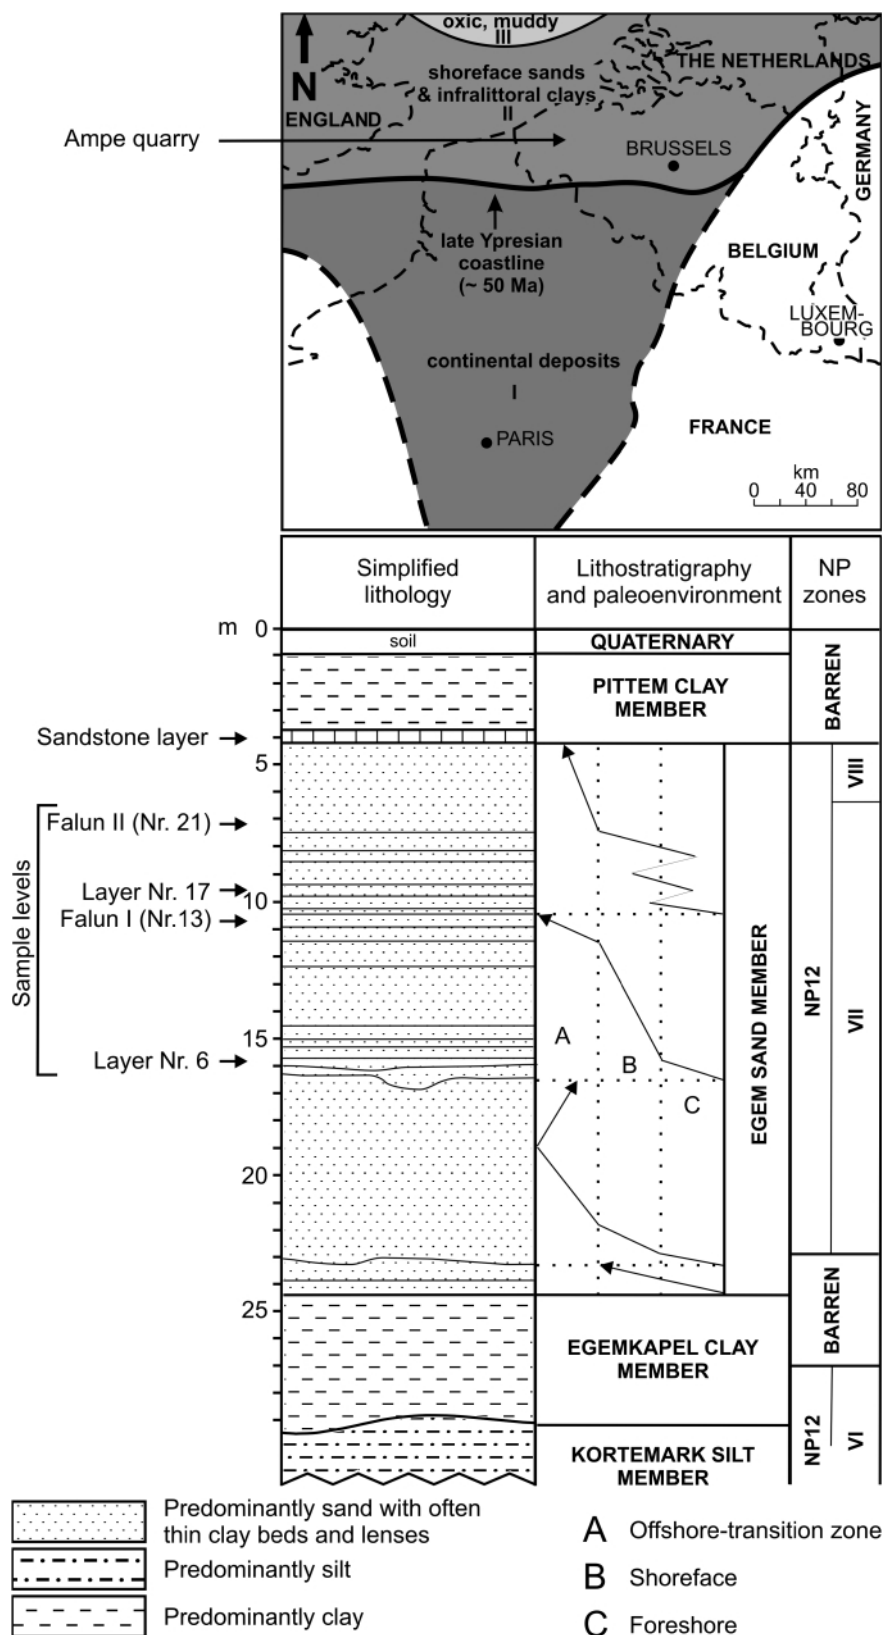 oxic, muddy
III
THE NETHERLANDS
shoreface sands
& infralittoral clays
II
N
ENGLAND
GERMANY
Ampe quarry
BRUSSELS
late Ypresian
coastline
(~ 50 Ma)
BELGIUM
LUXEM-
BOURG
continental deposits
I
PARIS
FRANCE
km
0 40 80
Simplified
lithology
Lithostratigraphy
and paleoenvironment
NP
zones
m 0
soil
QUATERNARY
BARREN
PITTEM CLAY
MEMBER
Sandstone layer
5
VIII
Falun II (Nr. 21)
Sample levels
Layer Nr. 17
10
Falun I (Nr.13)
EGEM SAND MEMBER
NP12
VII
15
A
Layer Nr. 6
B
C
20
25
BARREN
EGEMKAPEL CLAY
MEMBER
NP12
VI
KORTEMARK SILT
MEMBER
Predominantly sand with often
thin clay beds and lenses
Predominantly silt
Predominantly clay
A Offshore-transition zone
B Shoreface
C Foreshore